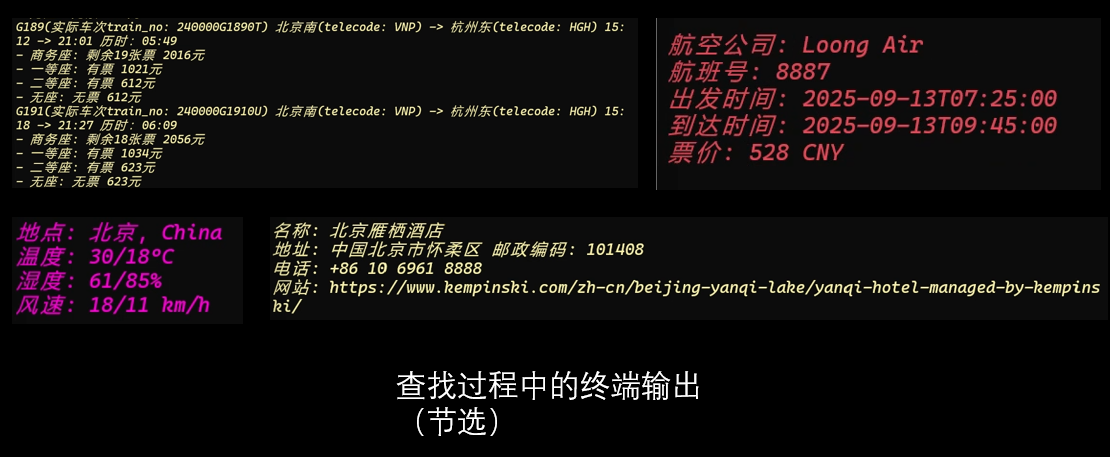 G189(实际车次train_no: 240000G1890T) 北京南(telecode: VNP) -> 杭州东(telecode: HGH) 15:
12 -> 21:01 历时: 05:49
- 商务座: 剩余19张票 2016元
- 一等座: 有票 1021元
- 二等座: 有票 612元
- 无座: 无票 612元
G191(实际车次train_no: 240000G1910U) 北京南(telecode: VNP) -> 杭州东(telecode: HGH) 15:
18 -> 21:27 历时: 06:09
- 商务座: 剩余18张票 2056元
- 一等座: 有票 1034元
- 二等座: 有票 623元
- 无座: 无票 623元
航空公司: Loong Air
航班号: 8887
出发时间: 2025-09-13T07:25:00
到达时间: 2025-09-13T09:45:00
票价: 528 CNY
地点: 北京, China
温度: 30/18°C
湿度: 61/85%
风速: 18/11 km/h
名称: 北京雁栖酒店
地址: 中国北京市怀柔区 邮政编码: 101408
电话: +86 10 6961 8888
网站: https://www.kempinski.com/zh-cn/beijing-yanqi-lake/yanqi-hotel-managed-by-kempins
ki/
查找过程中的终端输出
（节选）